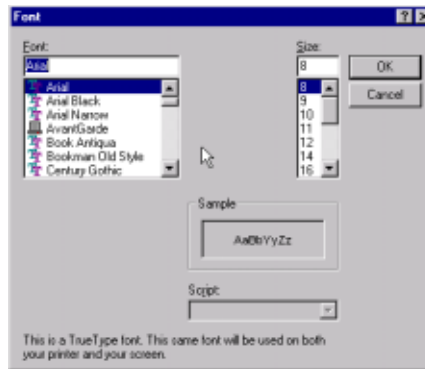 Font
Font:
Arial
Arial
Arial Black
Arial Narrow
AvantGarde
Book Antiqua
Bookman Old Style
Century Gothic
Size:
8
8
9
10
11
12
14
16
OK
Cancel
Sample
AaBbYyZz
Script:
This is a TrueType font. This same font will be used on both
your printer and your screen.